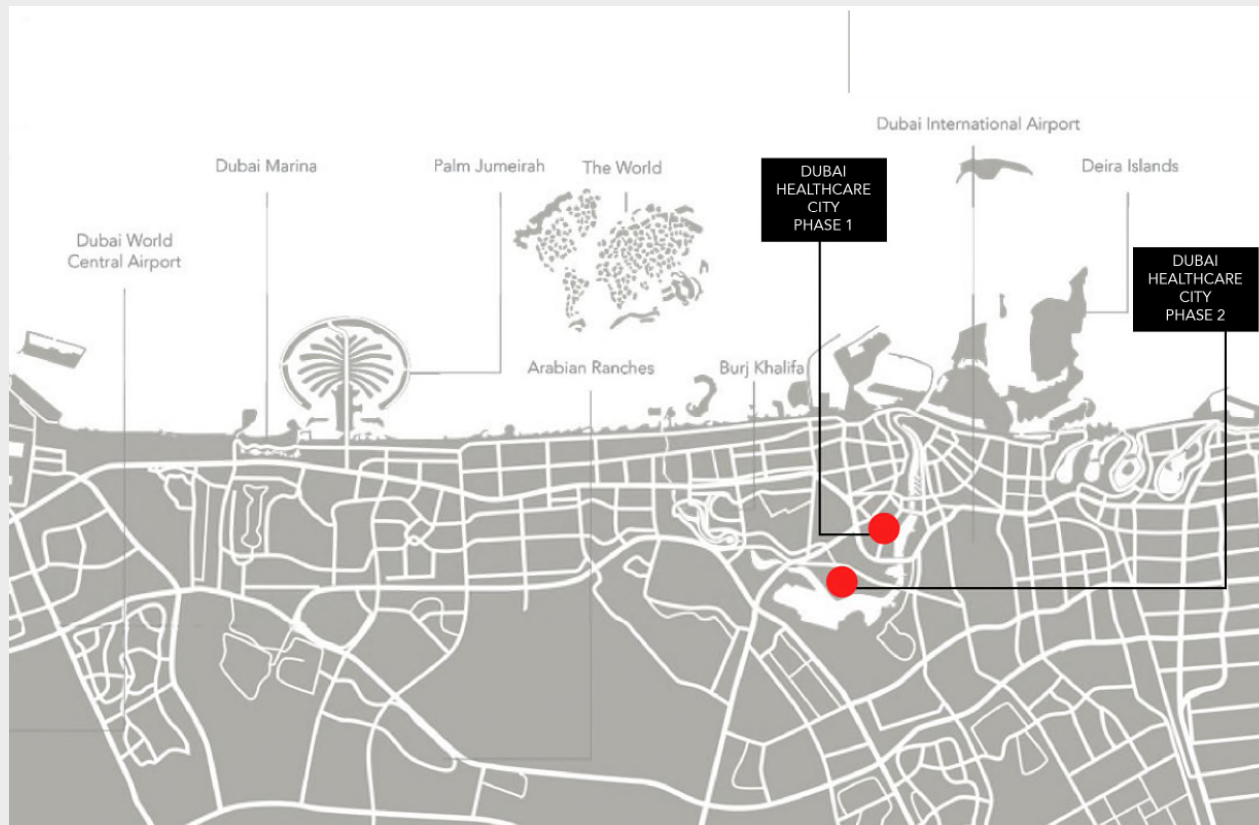 Dubai International Airport
Dubai Marina
Palm Jumeirah
The World
DUBAI
HEALTHCARE
CITY
PHASE 1
Deira Islands
Dubai World
Central Airport
DUBAI
HEALTHCARE
CITY
PHASE 2
Arabian Ranches
Burj Khalifa